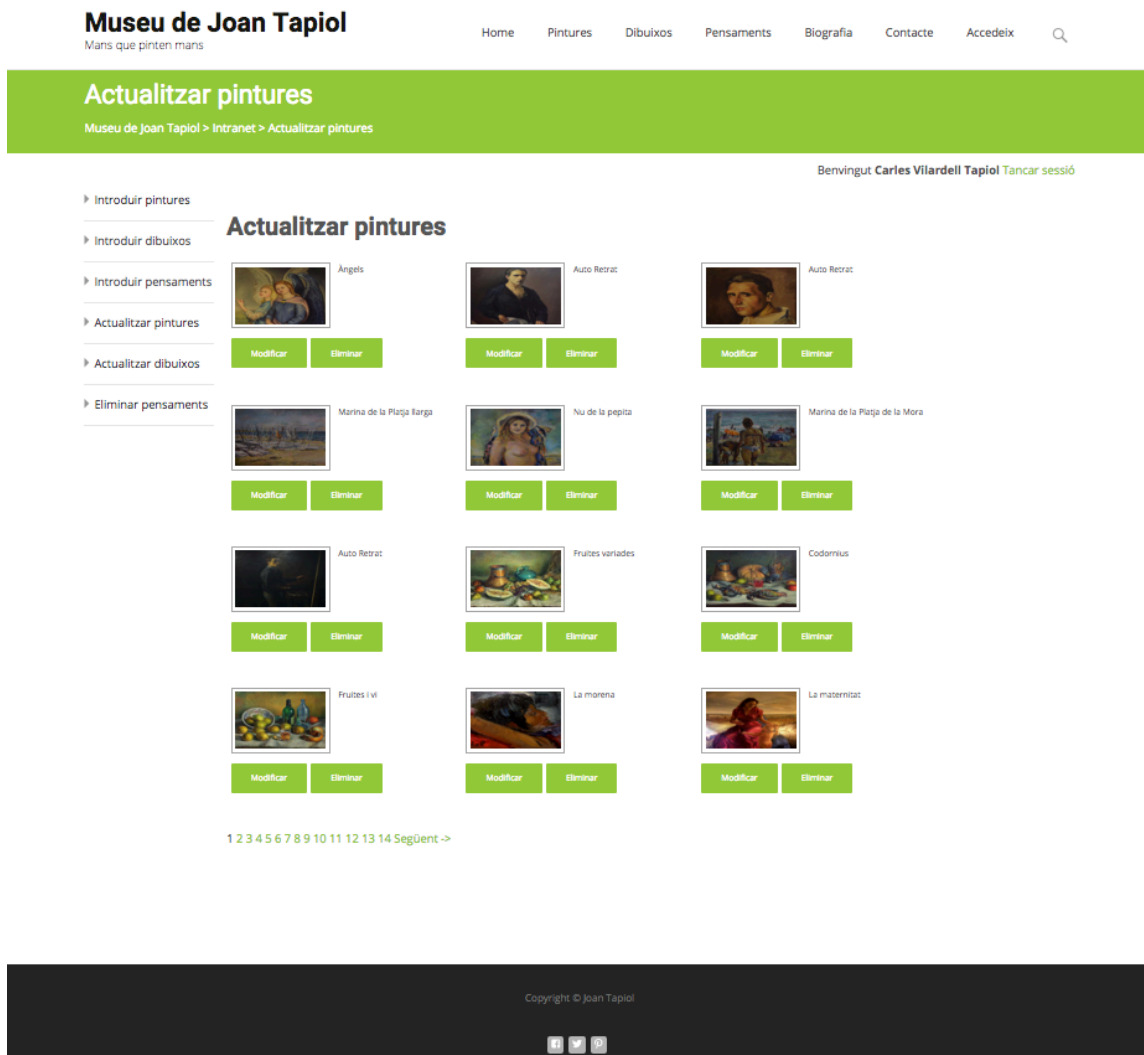 Museu de Joan Tapiol
Mans que pinten mans
Home Pintures Dibuixos Pensaments Biografia Contacte Accedeix
Actualitzar pintures
Museu de Joan Tapiol > Intranet > Actualitzar pintures
Benvingut Carles Vilardell Tapiol Tancar sessió
Introduir pintures
Introduir dibuixos
Introduir pensaments
Actualitzar pintures
Actualitzar dibuixos
Eliminar pensaments
Actualitzar pintures
Àngels Auto Retrat Auto Retrat
Modificar Eliminar Modificar Eliminar Modificar Eliminar
Marina de la Platja llarga Nu de la pepita Marina de la Platja de la Mora
Modificar Eliminar Modificar Eliminar Modificar Eliminar
Auto Retrat Fruites variades Codornius
Modificar Eliminar Modificar Eliminar Modificar Eliminar
Fruites i vi La morena La maternitat
Modificar Eliminar Modificar Eliminar Modificar Eliminar
1 2 3 4 5 6 7 8 9 10 11 12 13 14 Següent ->
Copyright © Joan Tapiol